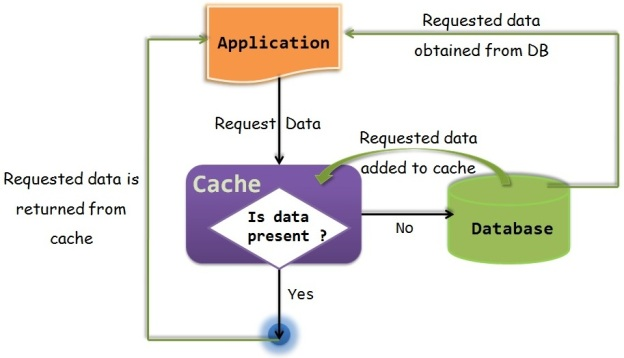 Requested data
obtained from DB
Application
Request Data
Requested data
added to cache
Cache
Requested data is
returned from
cache
Is data
present ?
No
Database
Yes